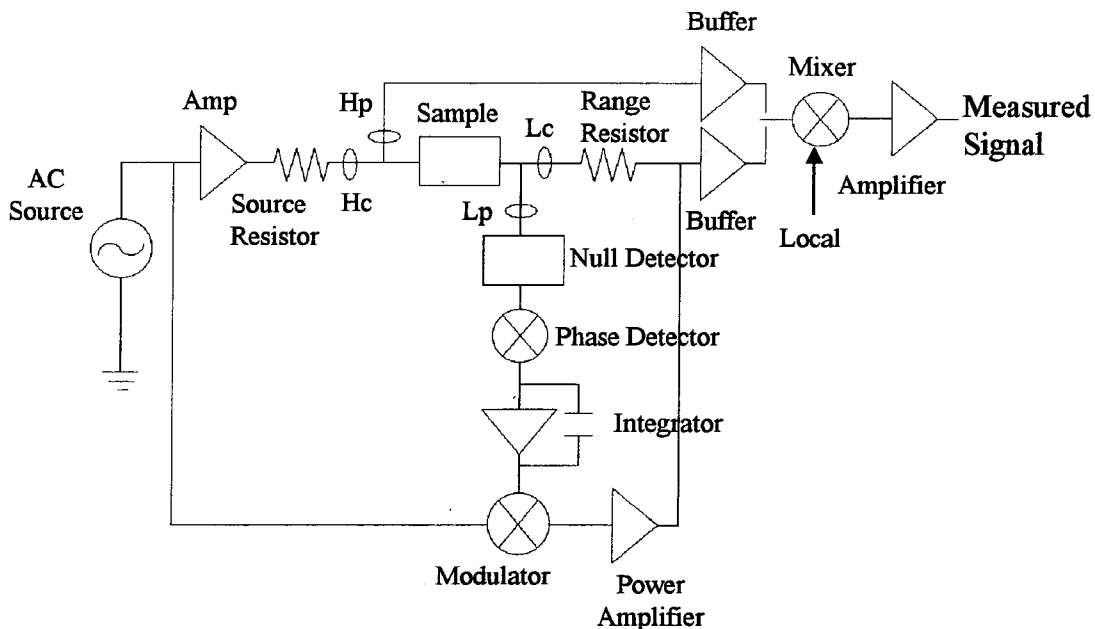 Buffer
Mixer
Amp
Hp
Sample
Range
Resistor
Lc
Measured
Signal
AC
Source
Source
Resistor
Hc
Lp
Buffer
Amplifier
Local
Null Detector
Phase Detector
Integrator
Modulator
Power
Amplifier